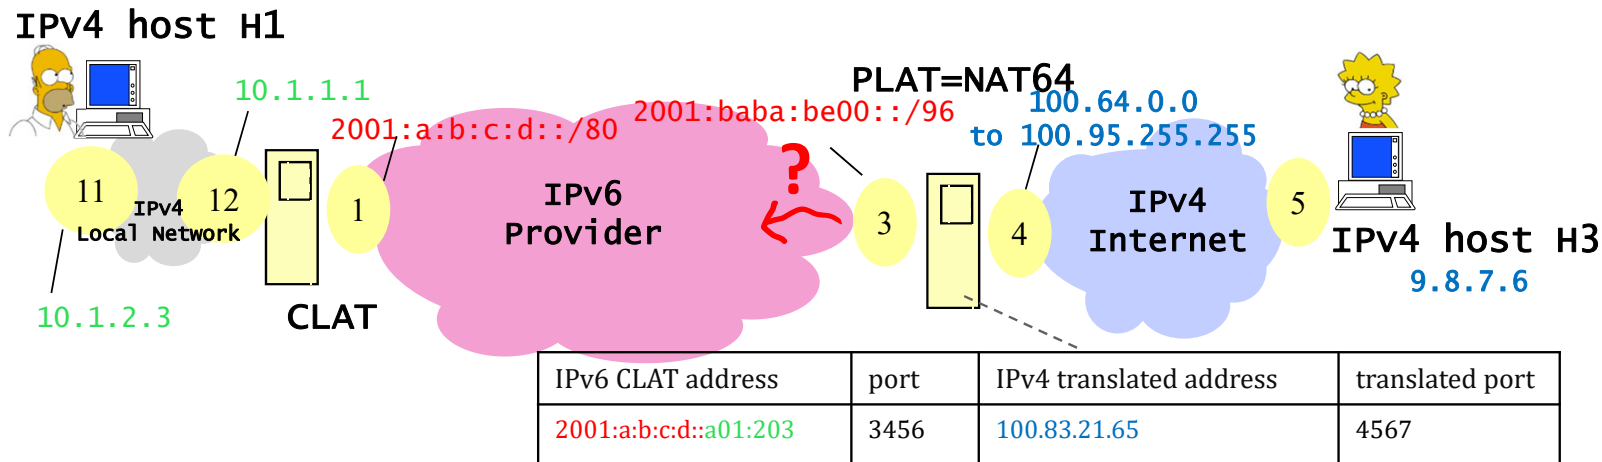 IPv4 host H1
10.1.1.1
2001:a:b:c:d::/80
PLAT=NAT64
2001:baba:be00::/96
100.64.0.0
to 100.95.255.255
?
11
12
IPv4
Local Network
1
IPv6
Provider
3
4
IPv4
Internet
5
IPv4 host H3
9.8.7.6
10.1.2.3
CLAT
IPv6 CLAT address port IPv4 translated address translated port
2001:a:b:c:d::a01:203 3456 100.83.21.65 4567